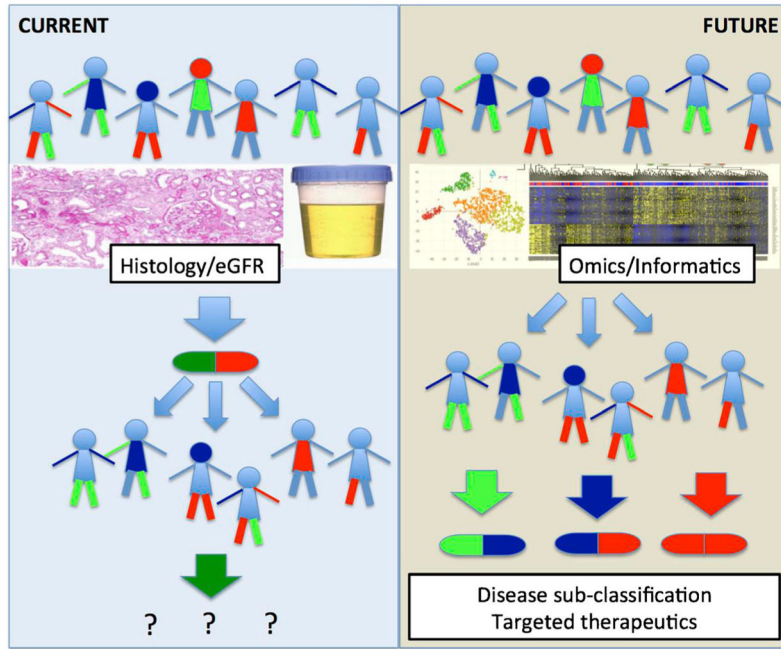 CURRENT
FUTURE
Histology/eGFR
Omics/Informatics
? ? ?
Disease sub-classification
Targeted therapeutics